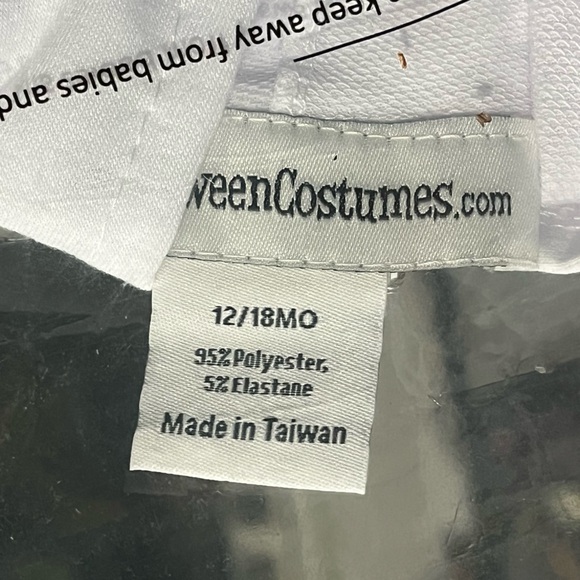 keep away
from babies and
weenCostumes.com
12/18MO
95% Polyester,
5% Elastane
Made in Taiwan